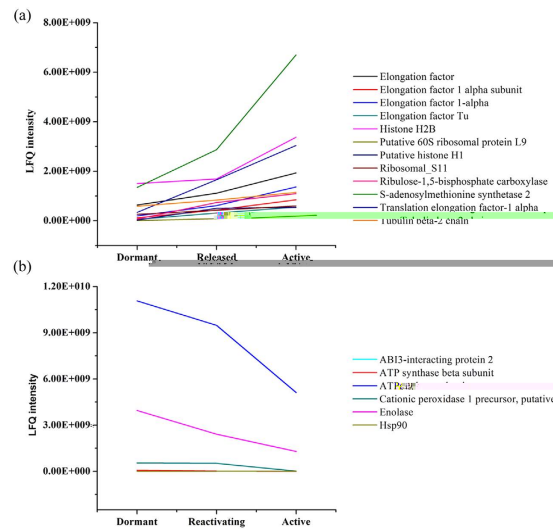 (a)
8.00E+009
6.00E+009
4.00E+009
2.00E+009
0.00E+000
LFQ intensity
Dormant
Released
Active
Elongation factor
Elongation factor 1 alpha subunit
Elongation factor 1-alpha
Elongation factor Tu
Histone H2B
Putative 60S ribosomal protein L9
Putative histone H1
Ribosomal_S11
Ribulose-1,5-bisphosphate carboxylase
S-adenosylmethionine synthetase 2
Translation elongation factor-1 alpha
Tubulin beta-2 chain
(b)
1.20E+010
9.00E+009
6.00E+009
3.00E+009
0.00E+000
LFQ intensity
Dormant
Reactivating
Active
ABI3-interacting protein 2
ATP synthase beta subunit
Cationic peroxidase 1 precursor, putative
Enolase
Hsp90